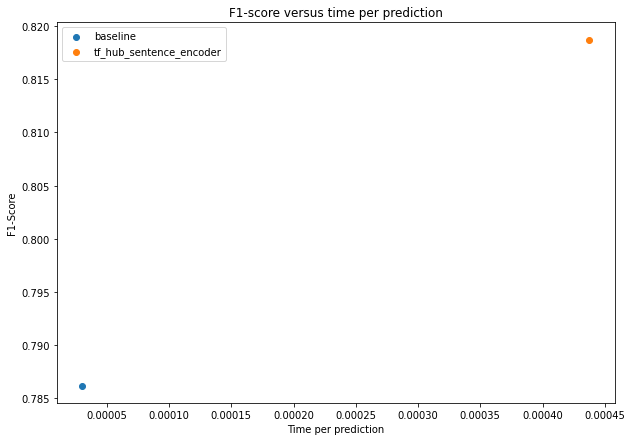 F1-score versus time per prediction
baseline
tf_hub_sentence_encoder
0.820
0.815
0.810
0.805
0.800
0.795
0.790
0.785
F1-Score
0.00005 0.00010 0.00015 0.00020 0.00025 0.00030 0.00035 0.00040 0.00045
Time per prediction